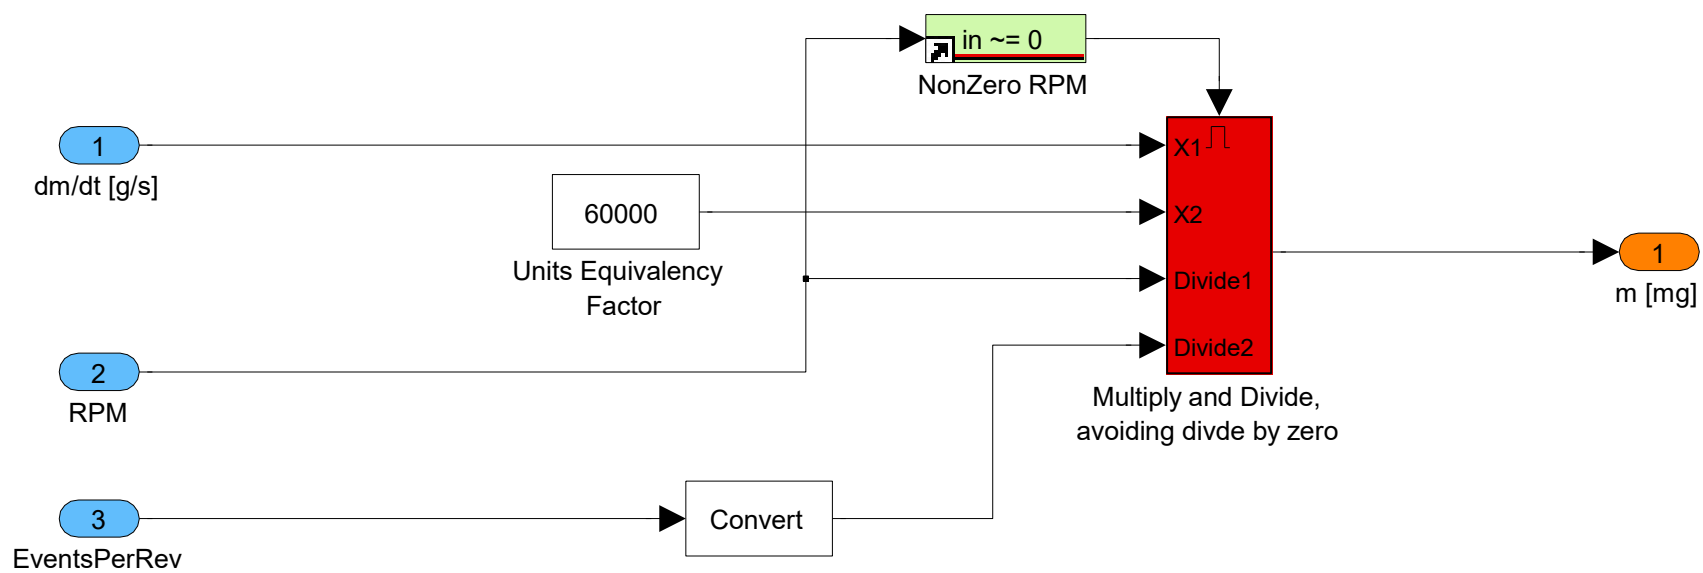 in ~= 0
NonZero RPM
1
dm/dt [g/s]
X1
60000
X2
Units Equivalency
Factor
Divide1
1
m [mg]
2
RPM
Divide2
Multiply and Divide,
avoiding divde by zero
3
Convert
EventsPerRev